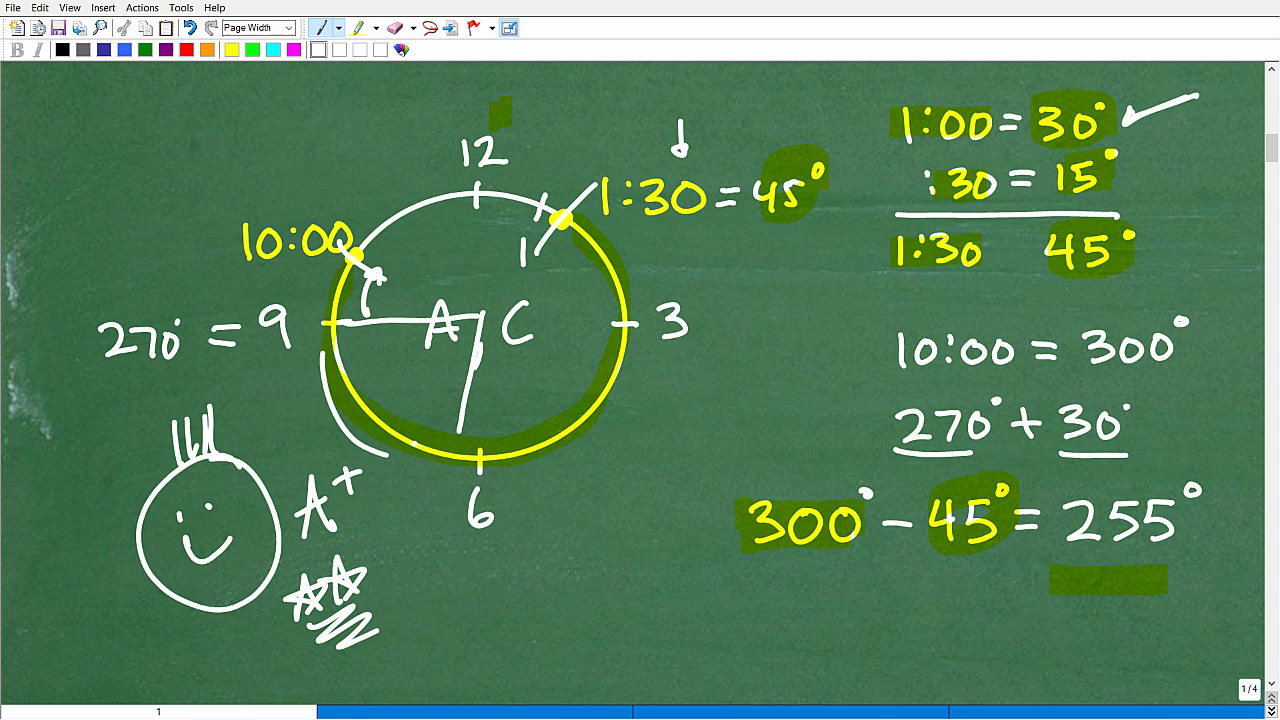 File Edit View Insert Actions Tools Help
Page Width
B I
12
1:30 = 45°
10:00
1
270° = 9
A C
3
6
A+
1:00 = 30°
:30 = 15°
1:30 45°
10:00 = 300°
270° + 30°
300° - 45° = 255°
1/4
1